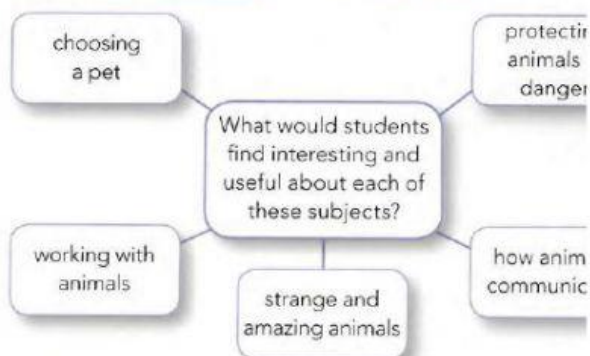 choosing
a pet
animals
What would students
find interesting and
useful about each of
these subjects?
working with
animals
how
strange and
amazing animals